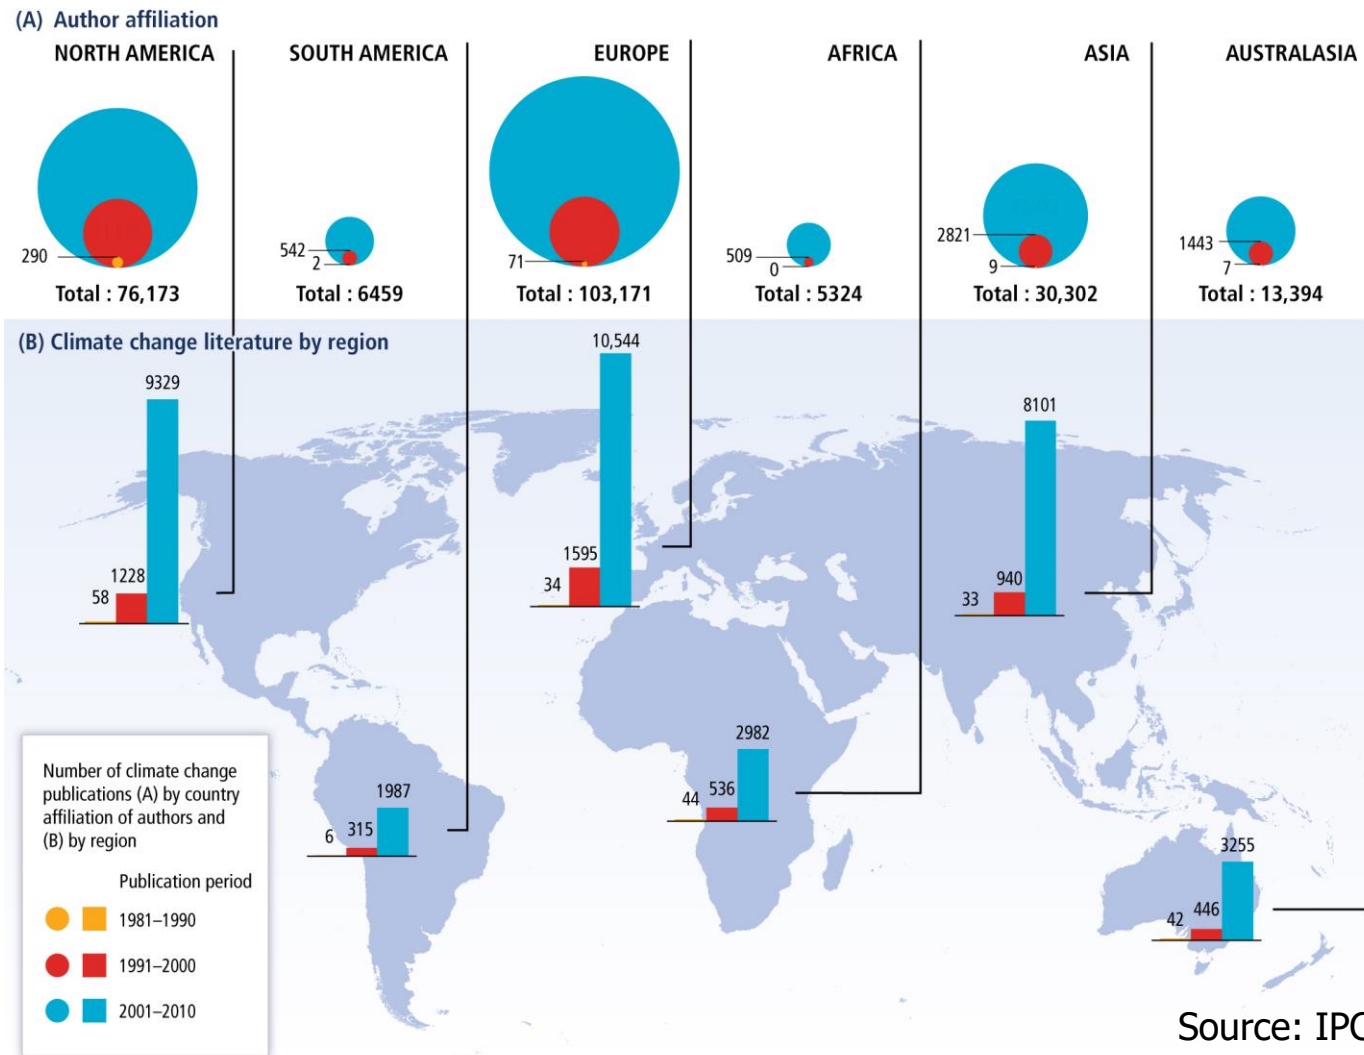 (A) Author affiliation
NORTH AMERICA
SOUTH AMERICA
EUROPE
AFRICA
ASIA
AUSTRALASIA
290
542
2
71
509
0
2821
9
1443
7
Total : 76,173
Total : 6459
Total : 103,171
Total : 5324
Total : 30,302
Total : 13,394
(B) Climate change literature by region
9329
1228
58
10,544
1595
34
8101
940
33
2982
536
44
1987
315
6
3255
446
42
Number of climate change
publications (A) by country
affiliation of authors and
(B) by region
Publication period
1981–1990
1991–2000
2001–2010
Source: IPC